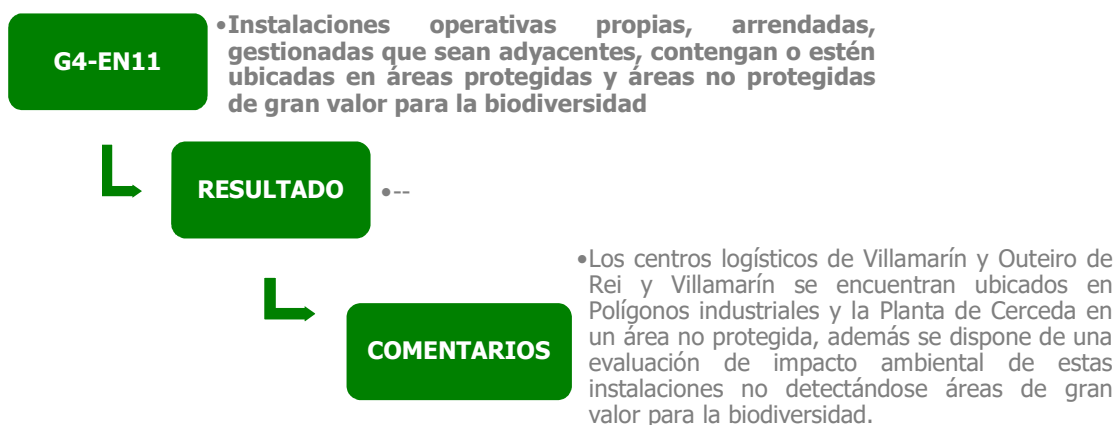 G4-EN11
•Instalaciones operativas propias, arrendadas,
gestionadas que sean adyacentes, contengan o estén
ubicadas en áreas protegidas y áreas no protegidas
de gran valor para la biodiversidad
RESULTADO
•--
COMENTARIOS
•Los centros logísticos de Villamarín y Outeiro de
Rei y Villamarín se encuentran ubicados en
Polígonos industriales y la Planta de Cerceda en
un área no protegida, además se dispone de una
evaluación de impacto ambiental de estas
instalaciones no detectándose áreas de gran
valor para la biodiversidad.